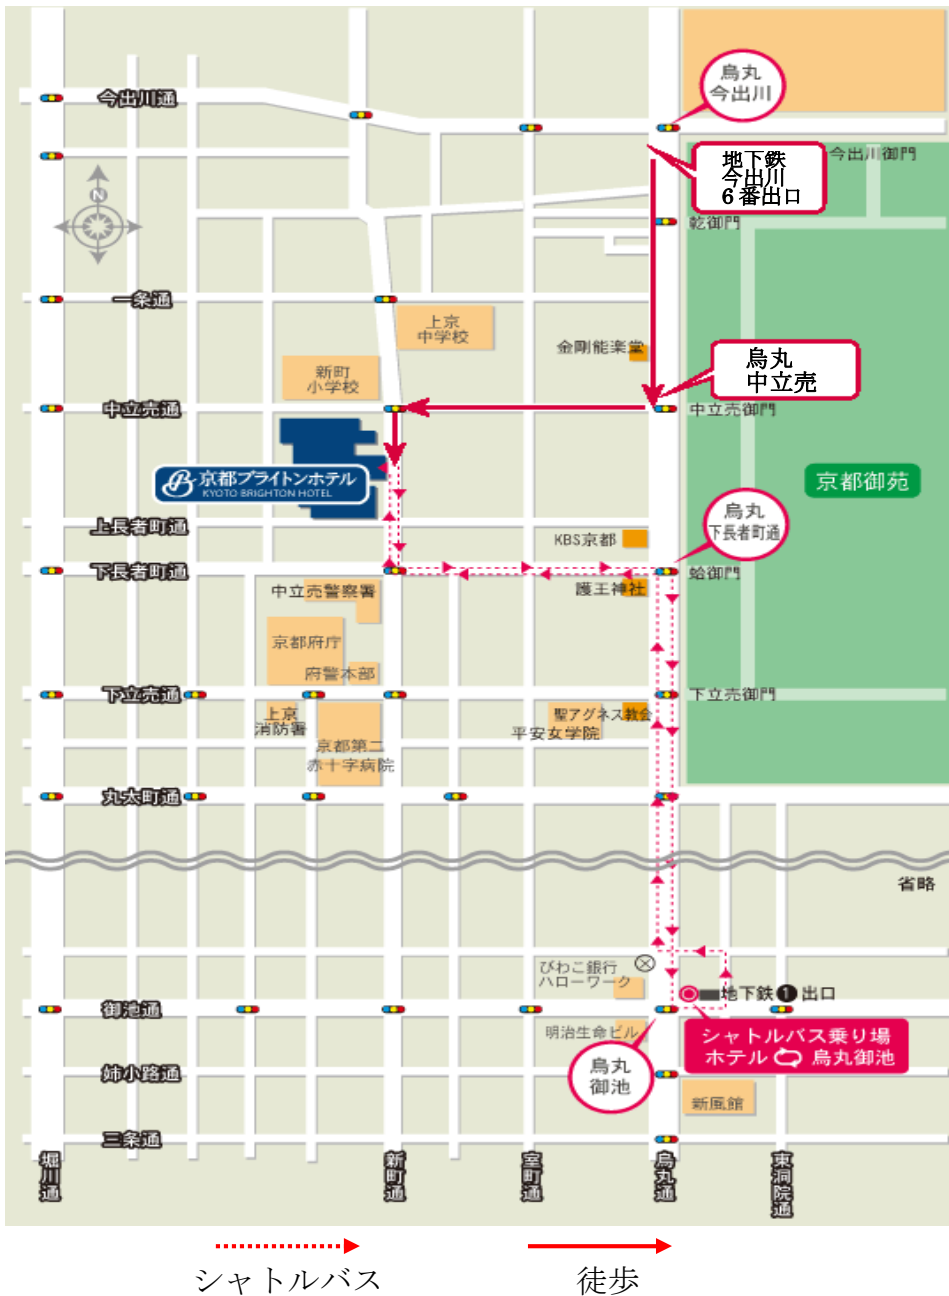 烏丸
今出川
今出川通
地下鉄
今出川
6番出口
今出川御門
N
乾御門
一条通
上京
中学校
金剛能楽堂
烏丸
中立売
新町
小学校
中立売通
中立売御門
京都ブライトンホテル
KYOTO BRIGHTON HOTEL
京都御苑
上長者町通
烏丸
下長者町通
KBS京都
下長者町通
蛤御門
中立売警察署
護王神社
京都府庁
府警本部
下立売通
下立売御門
上京
消防署
聖アグネス教会
平安女学院
京都第二
赤十字病院
丸太町通
省略
びわこ銀行
ハローワーク
地下鉄❶出口
御池通
明治生命ビル
シャトルバス乗り場
ホテル 烏丸御池
烏丸
御池
姉小路通
新風館
三条通
堀川通
新町通
室町通
烏丸通
東洞院通
シャトルバス
徒歩